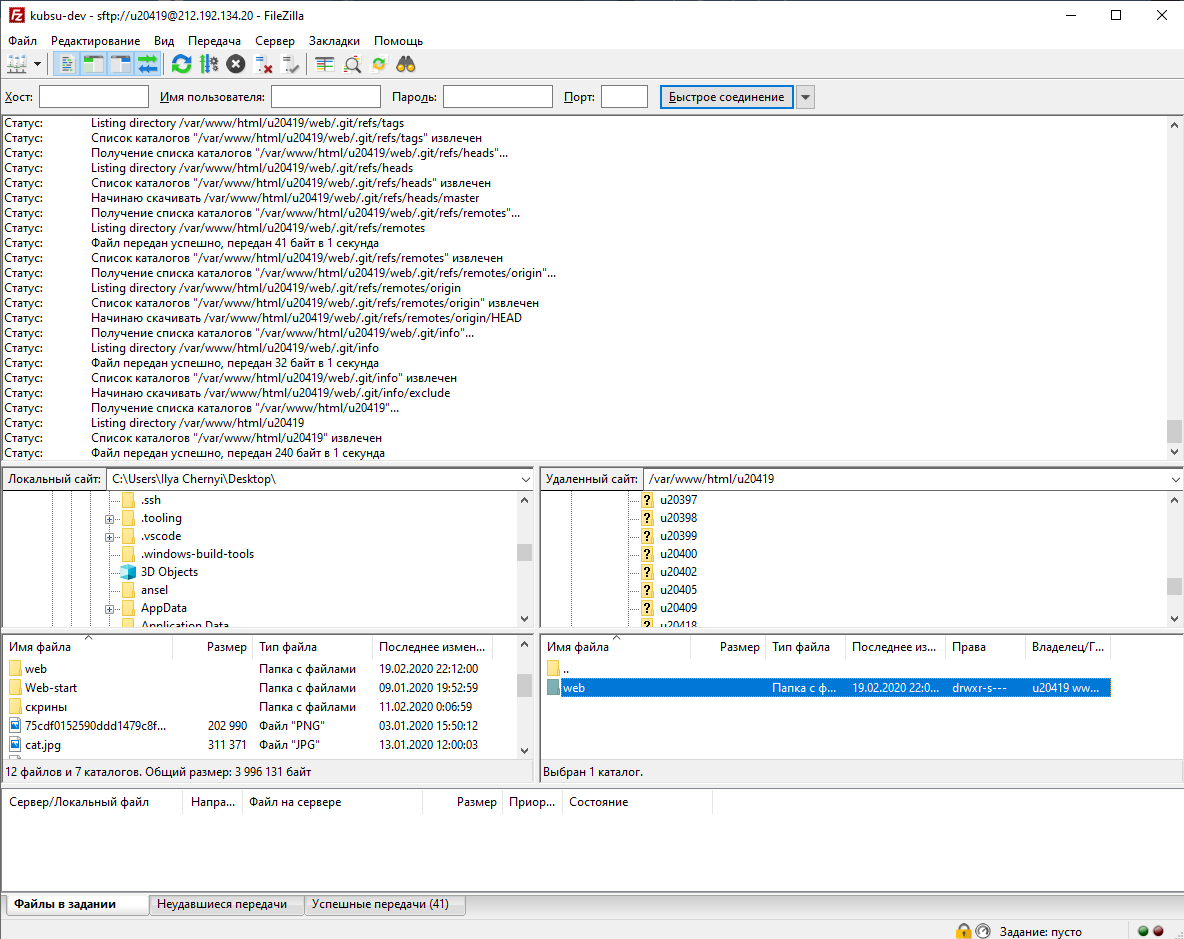 kubsu-dev - sftp://u20419@212.192.134.20 - FileZilla
Файл Редактирование Вид Передача Сервер Закладки Помощь
Хост: Имя пользователя: Пароль: Порт: Быстрое соединение
Статус: Listing directory /var/www/html/u20419/web/.git/refs/tags
Статус: Список каталогов "/var/www/html/u20419/web/.git/refs/tags" извлечен
Статус: Получение списка каталогов "/var/www/html/u20419/web/.git/refs/heads"...
Статус: Listing directory /var/www/html/u20419/web/.git/refs/heads
Статус: Список каталогов "/var/www/html/u20419/web/.git/refs/heads" извлечен
Статус: Начинаю скачивать /var/www/html/u20419/web/.git/refs/heads/master
Статус: Получение списка каталогов "/var/www/html/u20419/web/.git/refs/remotes"...
Статус: Listing directory /var/www/html/u20419/web/.git/refs/remotes
Статус: Файл передан успешно, передан 41 байт в 1 секунда
Статус: Список каталогов "/var/www/html/u20419/web/.git/refs/remotes" извлечен
Статус: Получение списка каталогов "/var/www/html/u20419/web/.git/refs/remotes/origin"...
Статус: Listing directory /var/www/html/u20419/web/.git/refs/remotes/origin
Статус: Список каталогов "/var/www/html/u20419/web/.git/refs/remotes/origin" извлечен
Статус: Начинаю скачивать /var/www/html/u20419/web/.git/refs/remotes/origin/HEAD
Статус: Получение списка каталогов "/var/www/html/u20419/web/.git/info"...
Статус: Listing directory /var/www/html/u20419/web/.git/info
Статус: Файл передан успешно, передан 32 байт в 1 секунда
Статус: Список каталогов "/var/www/html/u20419/web/.git/info" извлечен
Статус: Начинаю скачивать /var/www/html/u20419/web/.git/info/exclude
Статус: Получение списка каталогов "/var/www/html/u20419"...
Статус: Listing directory /var/www/html/u20419
Статус: Список каталогов "/var/www/html/u20419" извлечен
Статус: Файл передан успешно, передан 240 байт в 1 секунда
Локальный сайт: C:\Users\Ilya Chernyi\Desktop\
.ssh
.tooling
.vscode
.windows-build-tools
3D Objects
ansel
AppData
Application Data
Удаленный сайт: /var/www/html/u20419
u20397
u20398
u20399
u20400
u20402
u20405
u20409
u20418
Имя файла Размер Тип файла Последнее измен...
web Папка с файлами 19.02.2020 22:12:00
Web-start Папка с файлами 09.01.2020 19:52:59
скрины Папка с файлами 11.02.2020 0:06:59
75cdf0152590ddd1479c8f... 202 990 Файл "PNG" 03.01.2020 15:50:12
cat.jpg 311 371 Файл "JPG" 13.01.2020 12:00:03
12 файлов и 7 каталогов. Общий размер: 3 996 131 байт
Имя файла Размер Тип файла Последнее из... Права Владелец/Г...
..
web Папка с ф... 19.02.2020 22:0... drwxr-s--- u20419 ww...
Выбран 1 каталог.
Сервер/Локальный файл Напра... Файл на сервере Размер Приор... Состояние
Файлы в задании Неудавшиеся передачи Успешные передачи (41)
Задание: пусто